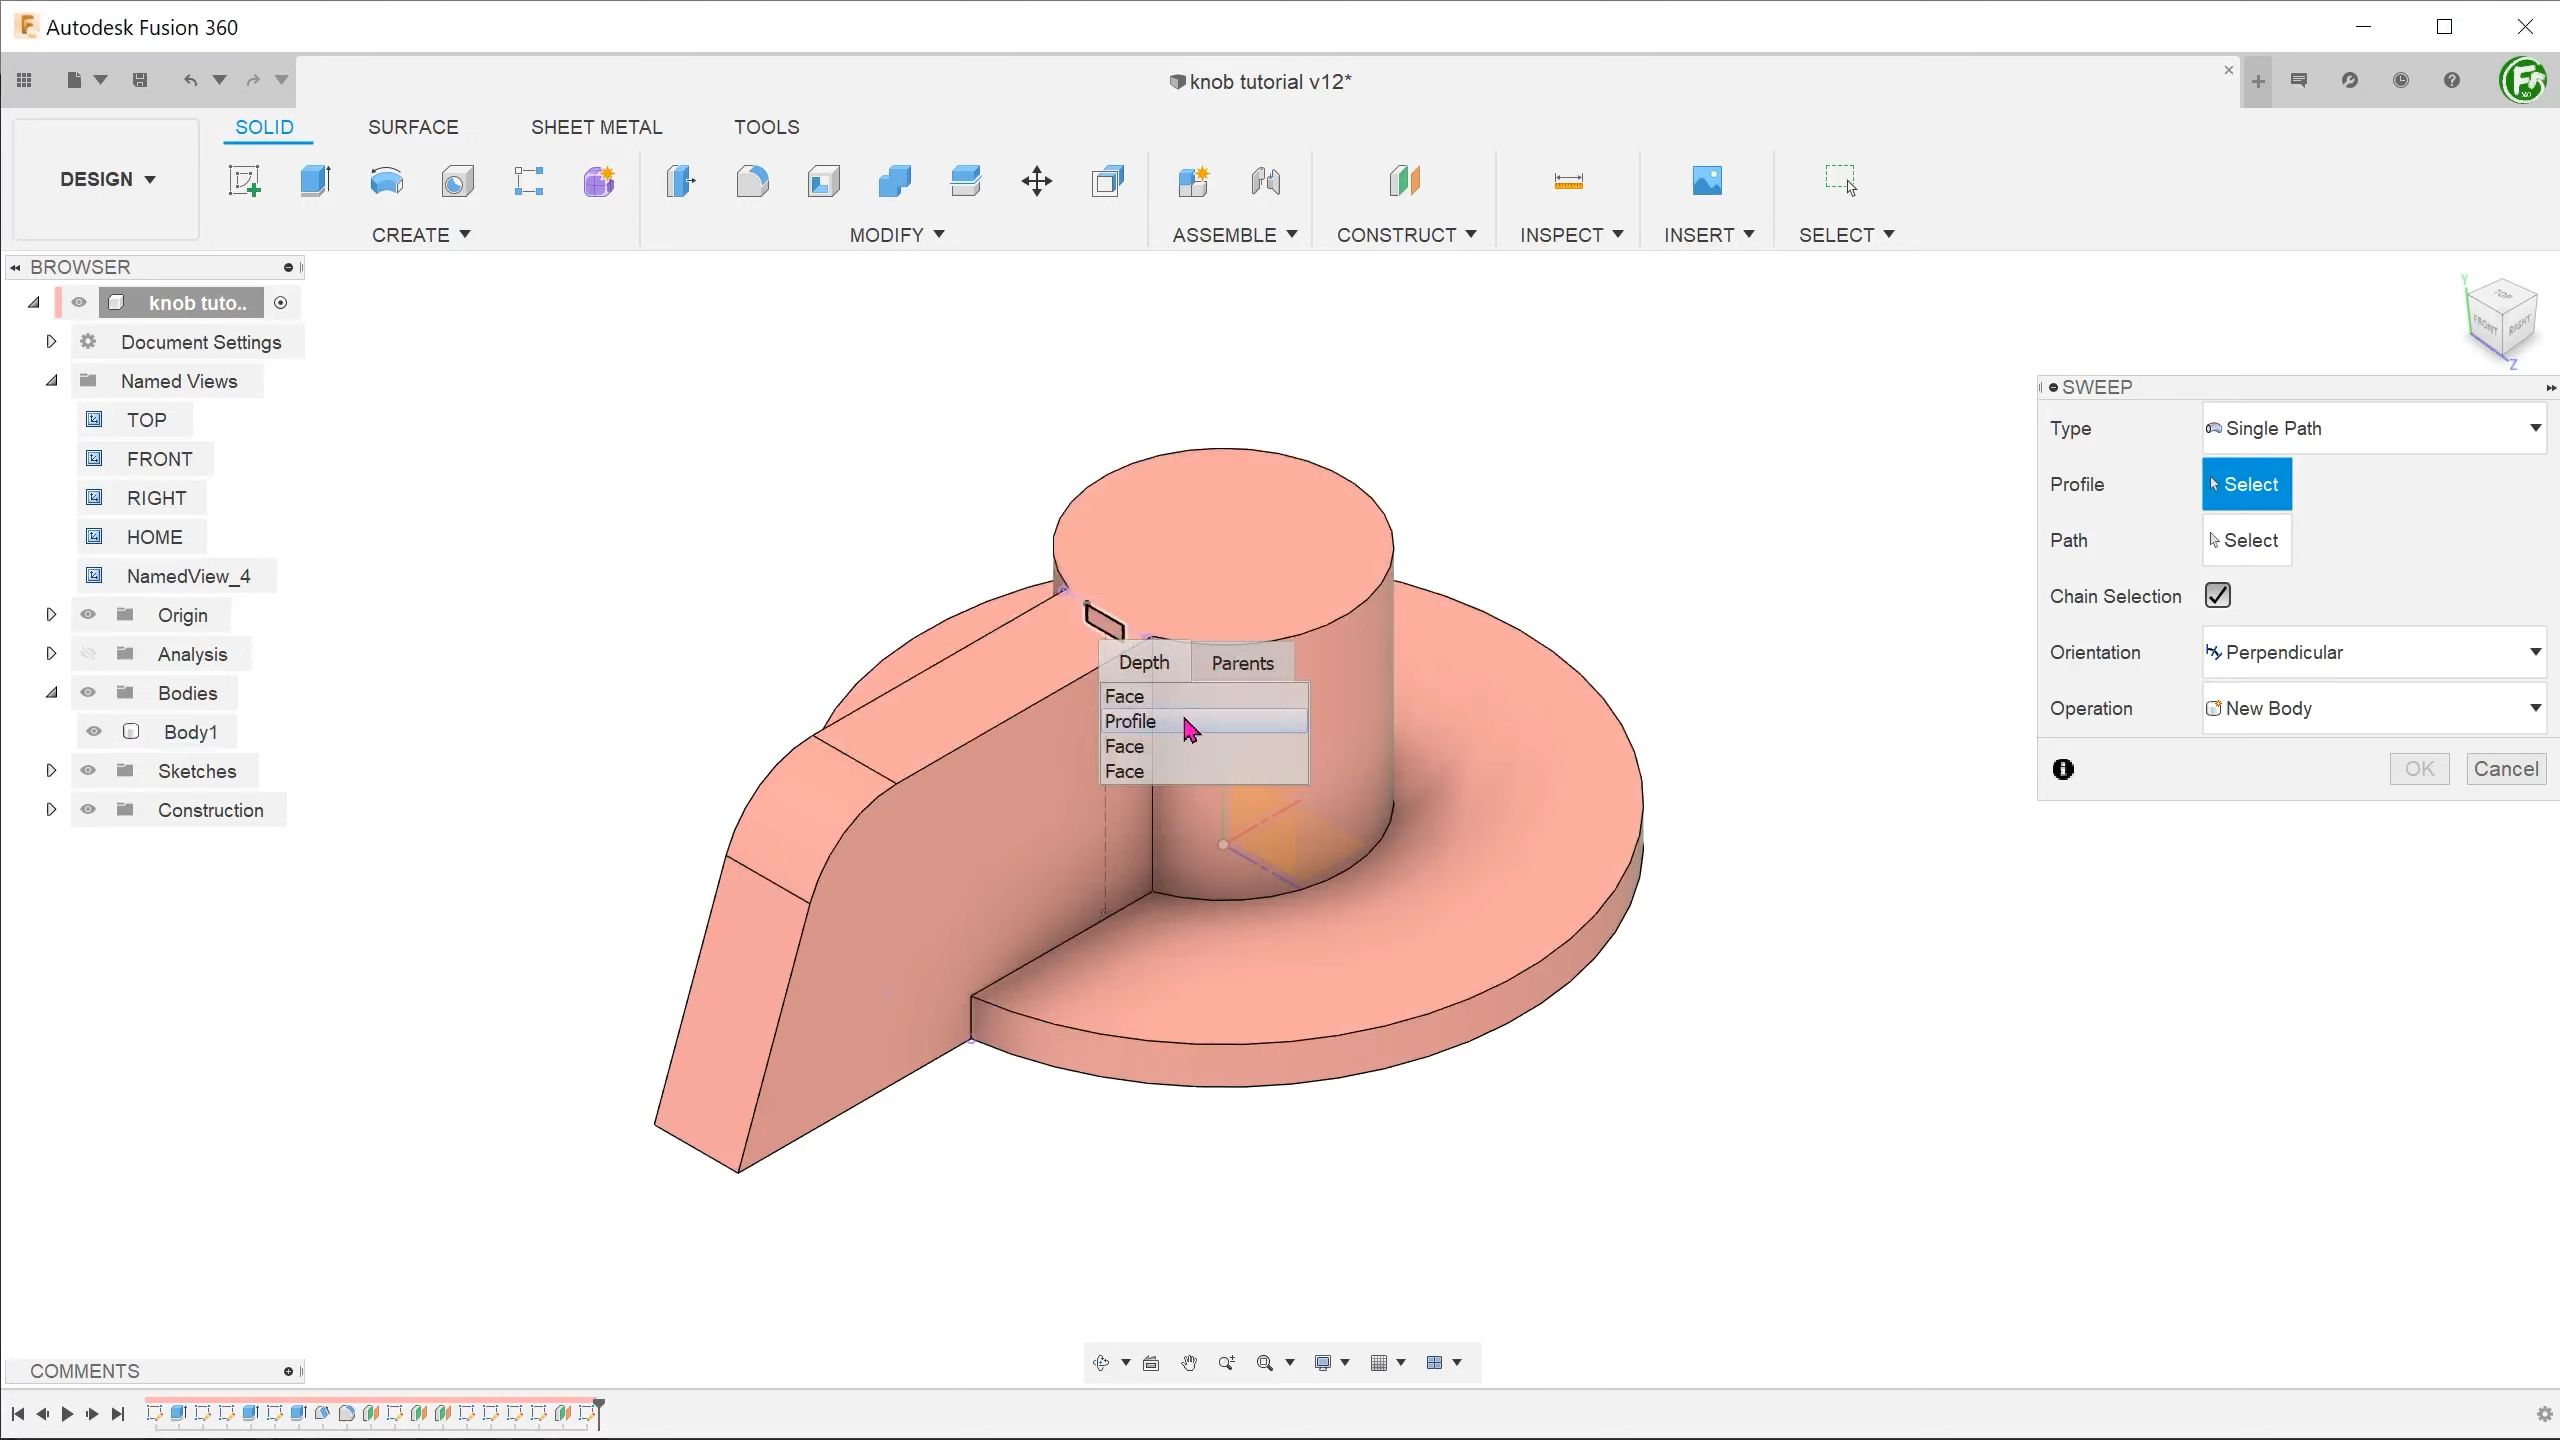 Autodesk Fusion 360
knob tutorial v12*
SOLID
SURFACE
SHEET METAL
TOOLS
DESIGN
CREATE
MODIFY
ASSEMBLE
CONSTRUCT
INSPECT
INSERT
SELECT
BROWSER
knob tuto..
Document Settings
Named Views
TOP
FRONT
RIGHT
HOME
NamedView_4
Origin
Analysis
Bodies
Body1
Sketches
Construction
Y
TOP
FRONT
RIGHT
Z
SWEEP
Type
Single Path
Profile
Select
Path
Select
Chain Selection
Orientation
Perpendicular
Operation
New Body
OK
Cancel
Depth
Parents
Face
Profile
Face
Face
COMMENTS